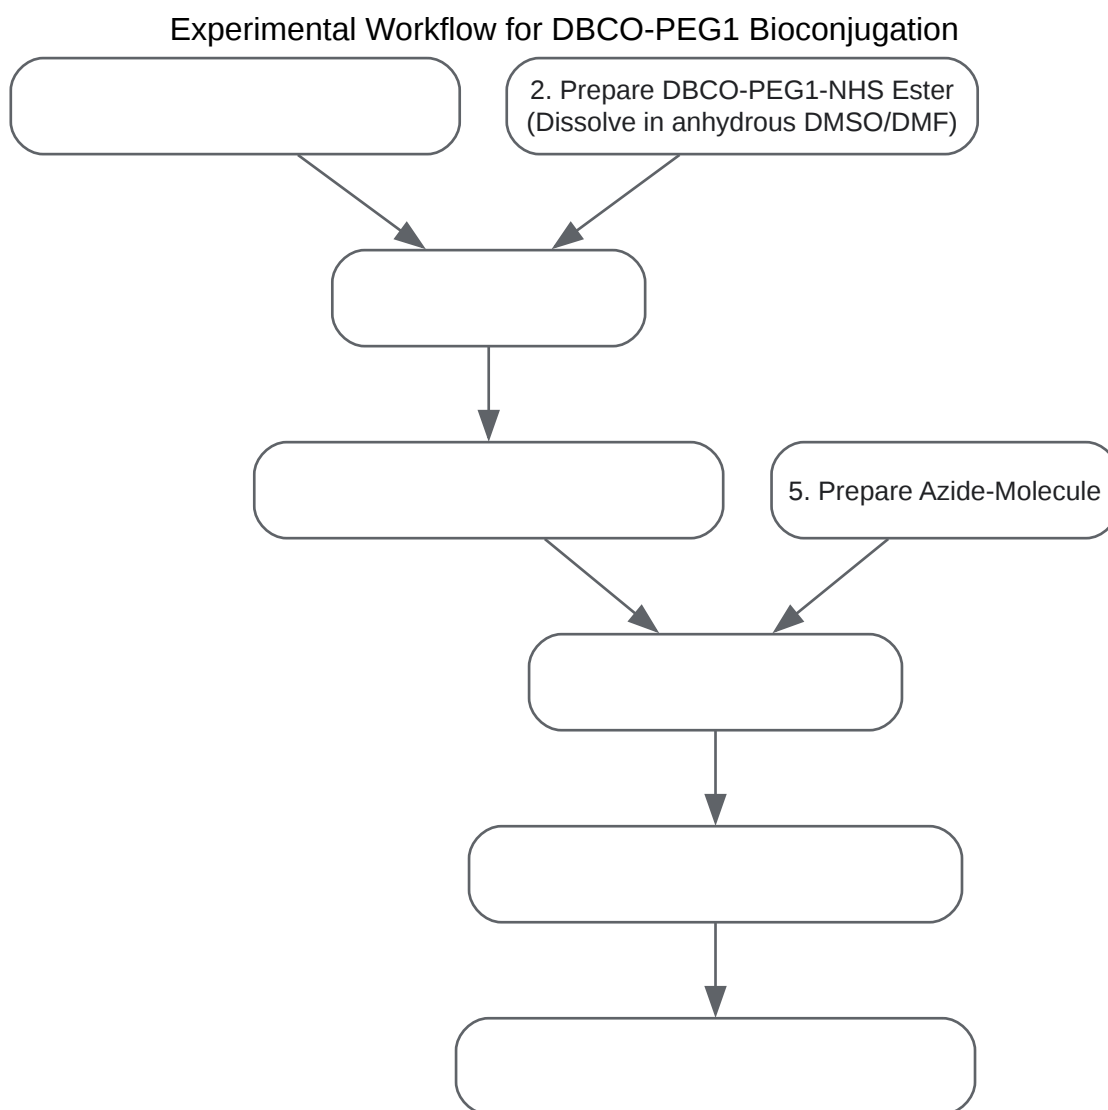 Experimental Workflow for DBCO-PEG1 Bioconjugation
2. Prepare DBCO-PEG1-NHS Ester
(Dissolve in anhydrous DMSO/DMF)
5. Prepare Azide-Molecule